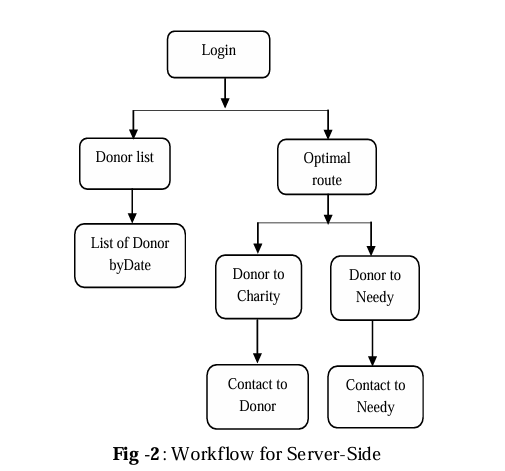 Login
Donor list
Optimal
route
List of Donor
byDate
Donor to
Charity
Donor to
Needy
Contact to
Donor
Contact to
Needy
Fig -2: Workflow for Server-Side